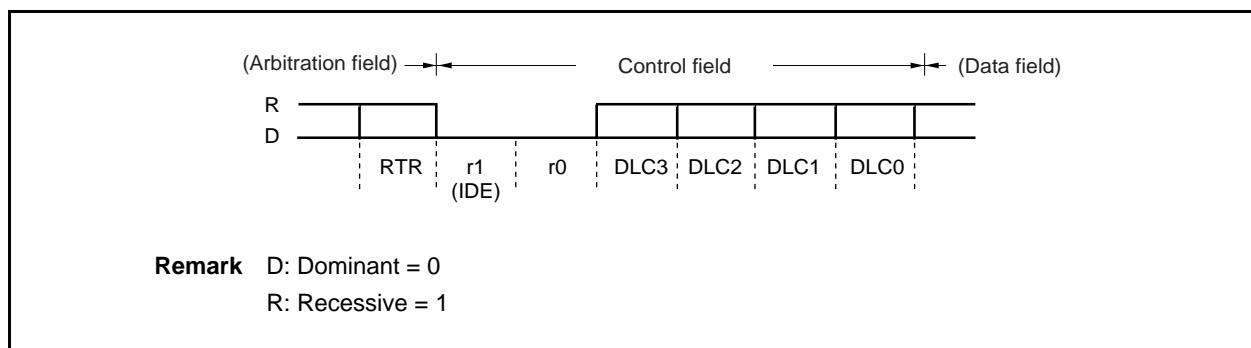 (Arbitration field) Control field (Data field)
R
D
RTR r1 r0 DLC3 DLC2 DLC1 DLC0
(IDE)
Remark D: Dominant = 0
R: Recessive = 1